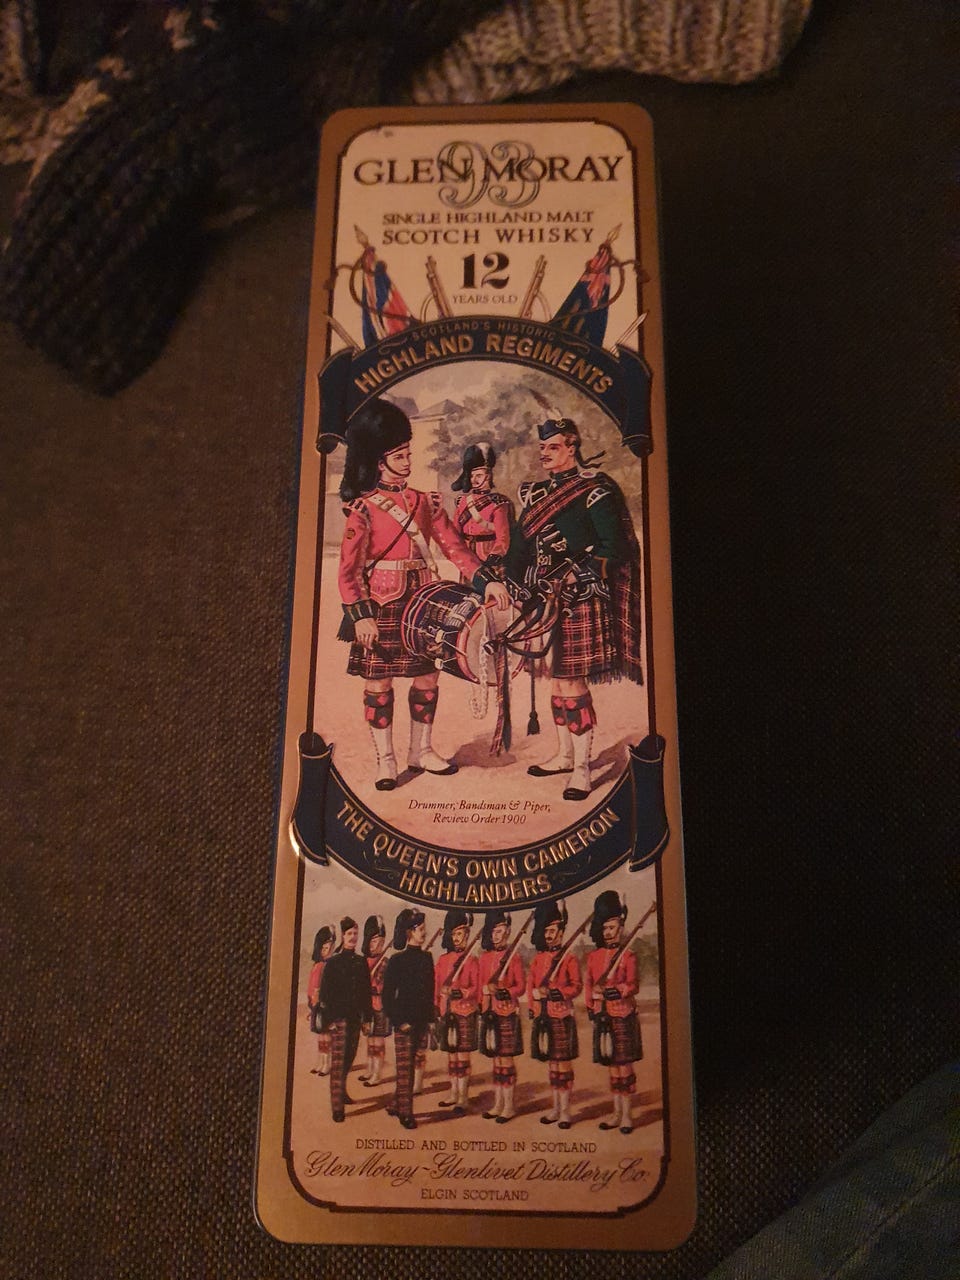 93
GLEN MORAY
SINGLE HIGHLAND MALT
SCOTCH WHISKY
12
YEARS OLD
SCOTLAND'S HISTORIC
HIGHLAND REGIMENTS
Drummer, Bandsman & Piper,
Review Order 1900
THE QUEEN'S OWN CAMERON
HIGHLANDERS
DISTILLED AND BOTTLED IN SCOTLAND
Glen Moray~Glenlivet Distillery Co.
ELGIN SCOTLAND